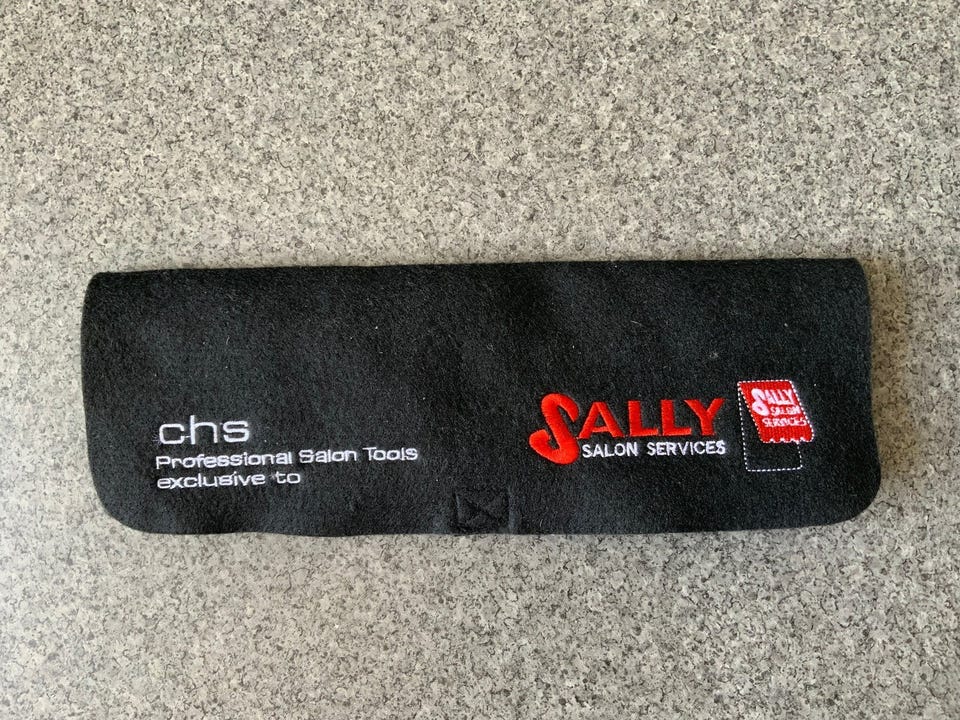 chs
Professional Salon Tools
exclusive to
SALLY
SALON SERVICES
SALLY
SALON
SERVICES